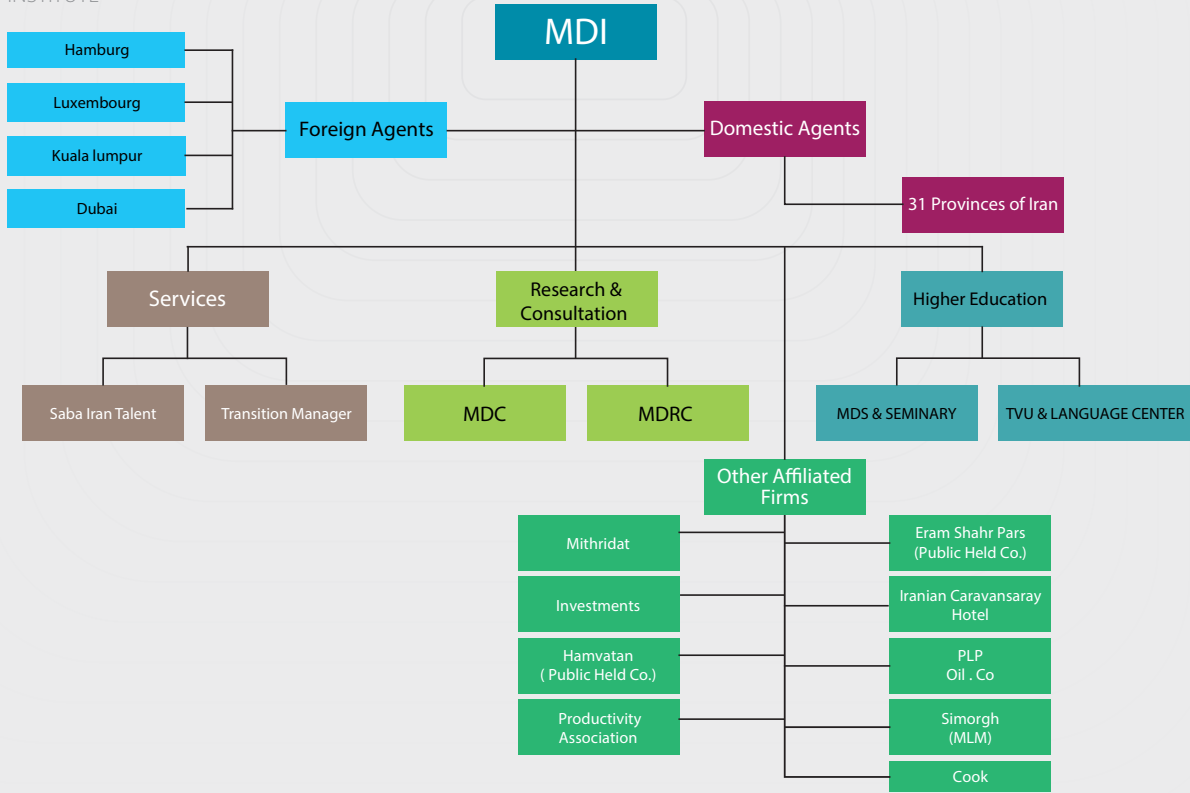 INSTITUTE
MDI
Hamburg
Luxembourg
Kuala lumpur
Dubai
Foreign Agents
Domestic Agents
31 Provinces of Iran
Services
Research &
Consultation
Higher Education
Saba Iran Talent
Transition Manager
MDC
MDRC
MDS & SEMINARY
TVU & LANGUAGE CENTER
Other Affiliated
Firms
Mithridat
Investments
Hamvatan
( Public Held Co.)
Productivity
Association
Eram Shahr Pars
(Public Held Co.)
Iranian Caravansaray
Hotel
PLP
Oil . Co
Simorgh
(MLM)
Cook